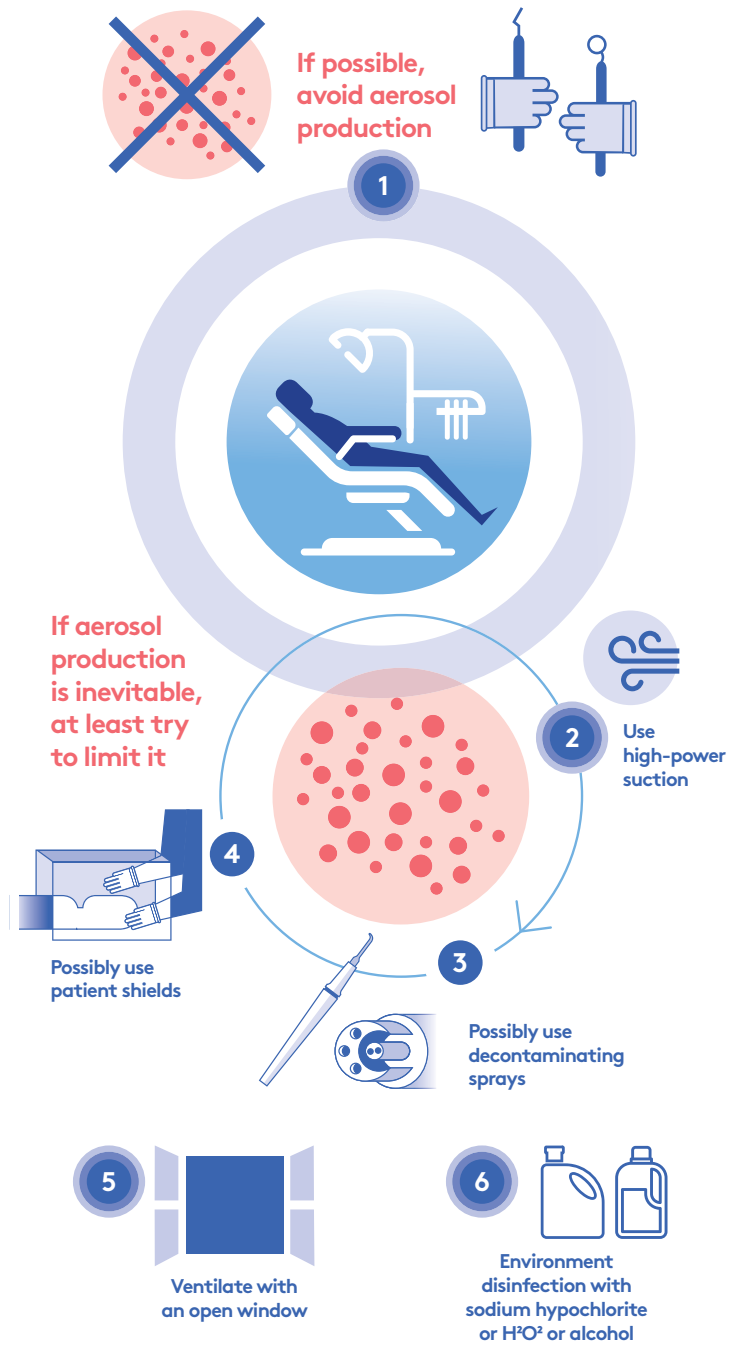 If possible,
avoid aerosol
production
1
If aerosol
production
is inevitable,
at least try
to limit it
2
Use
high-power
suction
3
Possibly use
decontaminating
sprays
4
Possibly use
patient shields
5
Ventilate with
an open window
6
Environment
disinfection with
sodium hypochlorite
or H²O² or alcohol